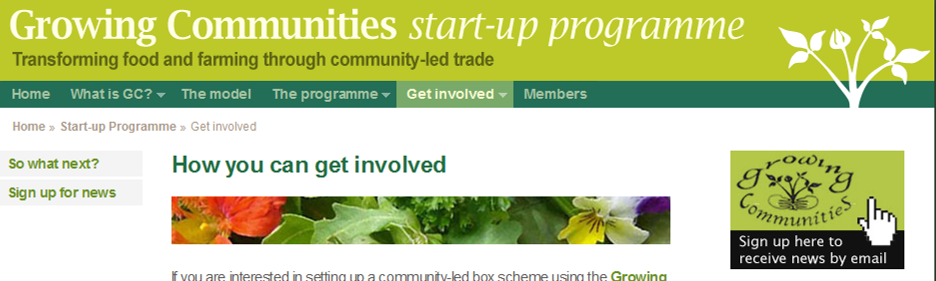 Growing Communities start-up programme
Transforming food and farming through community-led trade
Home What is GC? The model The programme Get involved Members
Home » Start-up Programme » Get involved
So what next?
Sign up for news
How you can get involved
If you are interested in setting up a community-led box scheme using the Growing
Growing
Communities
Sign up here to
receive news by email